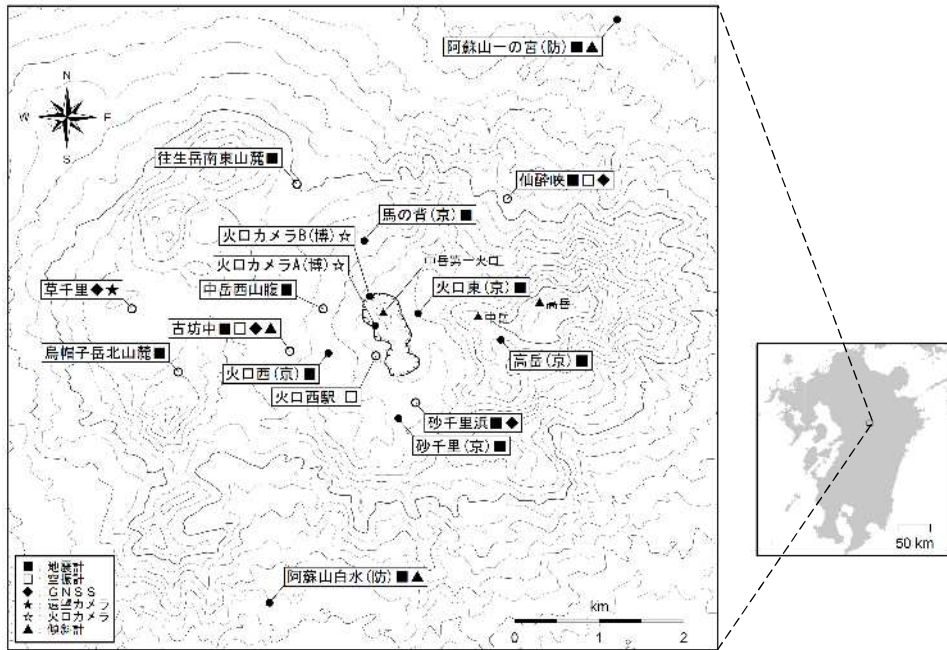 阿蘇山一の宮(防)■▲
N
W E
S
往生岳南東山麓■
仙酔峡■□◆
馬の背(京)■
火口カメラB(博)☆
中岳第一火口
火口カメラA(博)☆
草千里◆★
中岳西山腹■
火口東(京)■
高岳
中岳
古坊中■□◆▲
烏帽子岳北山麓■
火口西(京)■
高岳(京)■
火口西駅 □
砂千里浜■◆
砂千里(京)■
50 km
■ 地震計
□ 空振計
◆ GNSS
★ 遠望カメラ
☆ 火口カメラ
▲ 傾斜計
阿蘇山白水(防)■▲
km
0 1 2